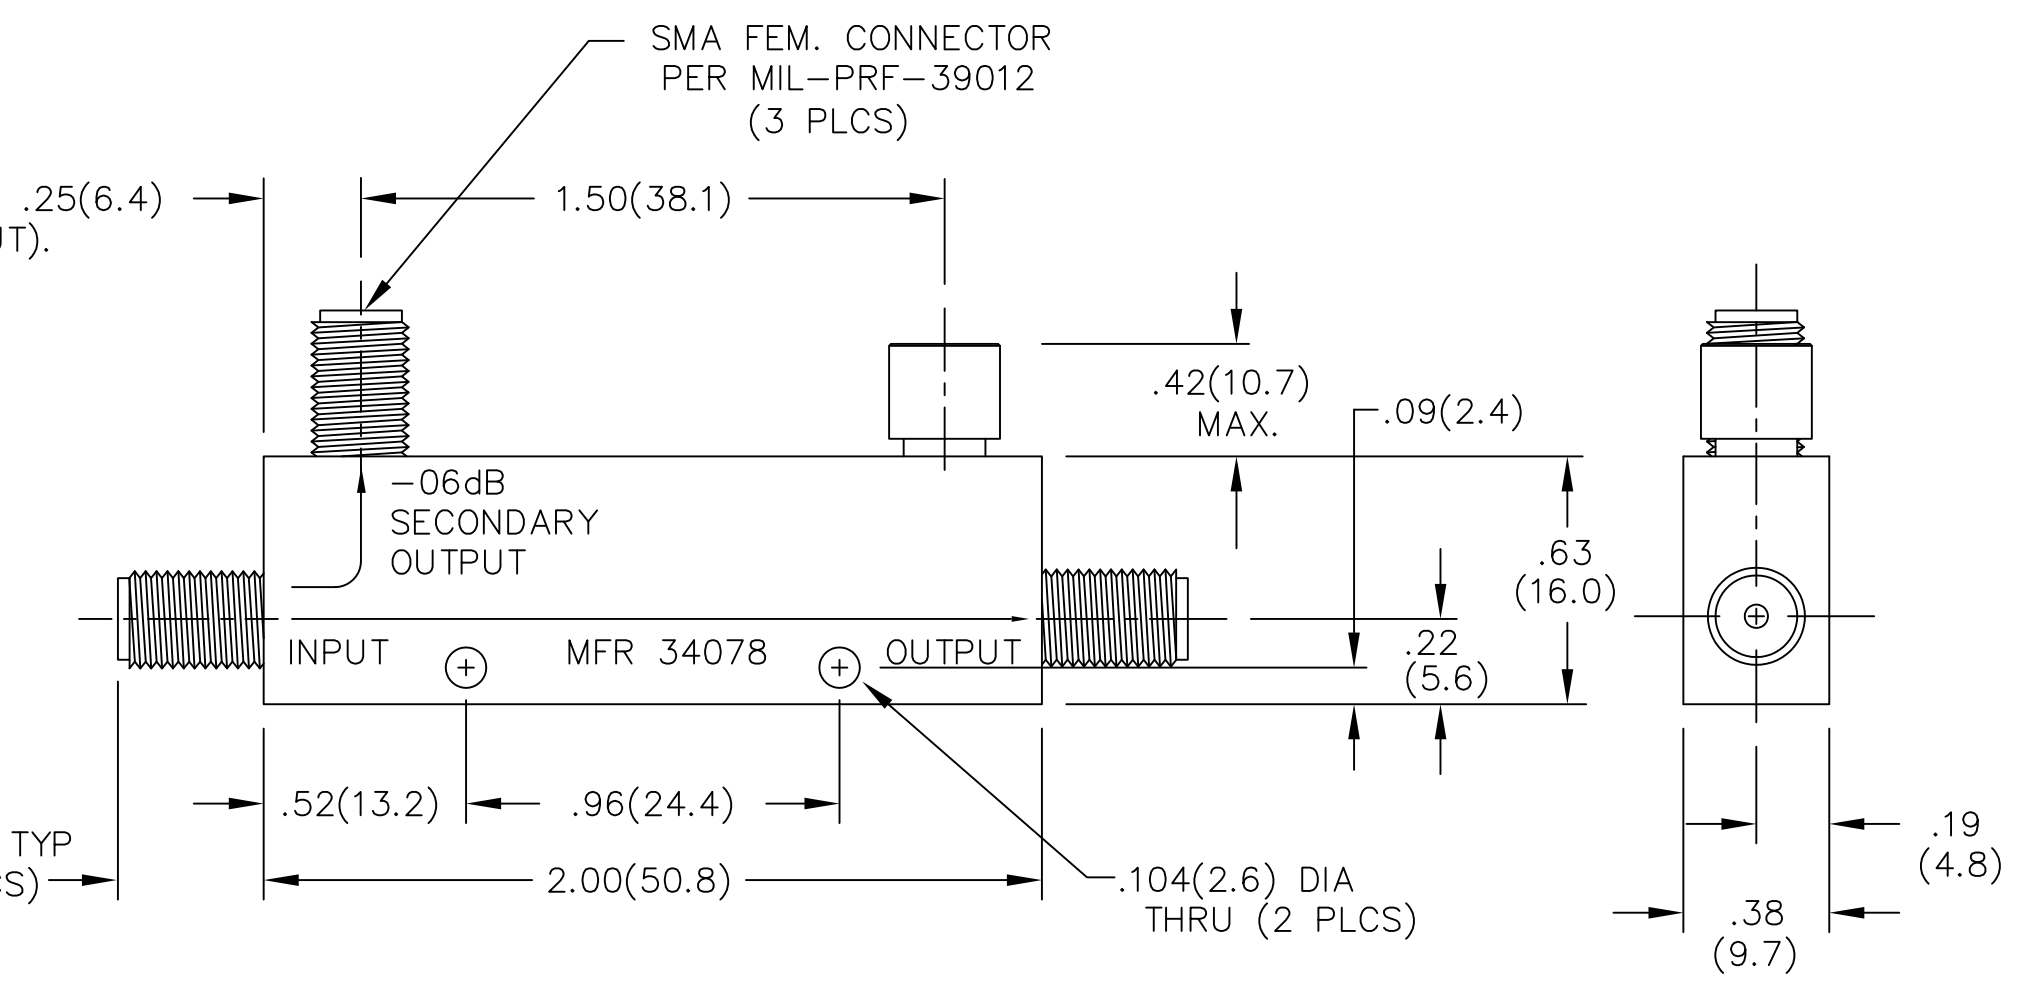 SMA FEM. CONNECTOR
PER MIL-PRF-39012
(3 PLCS)
.25(6.4)
1.50(38.1)
UT).
.42(10.7)
MAX.
.09(2.4)
-06dB
SECONDARY
OUTPUT
.63
(16.0)
INPUT
MFR 34078
OUTPUT
.22
(5.6)
.52(13.2)
.96(24.4)
TYP
CS)
2.00(50.8)
.104(2.6) DIA
THRU (2 PLCS)
.19
(4.8)
.38
(9.7)